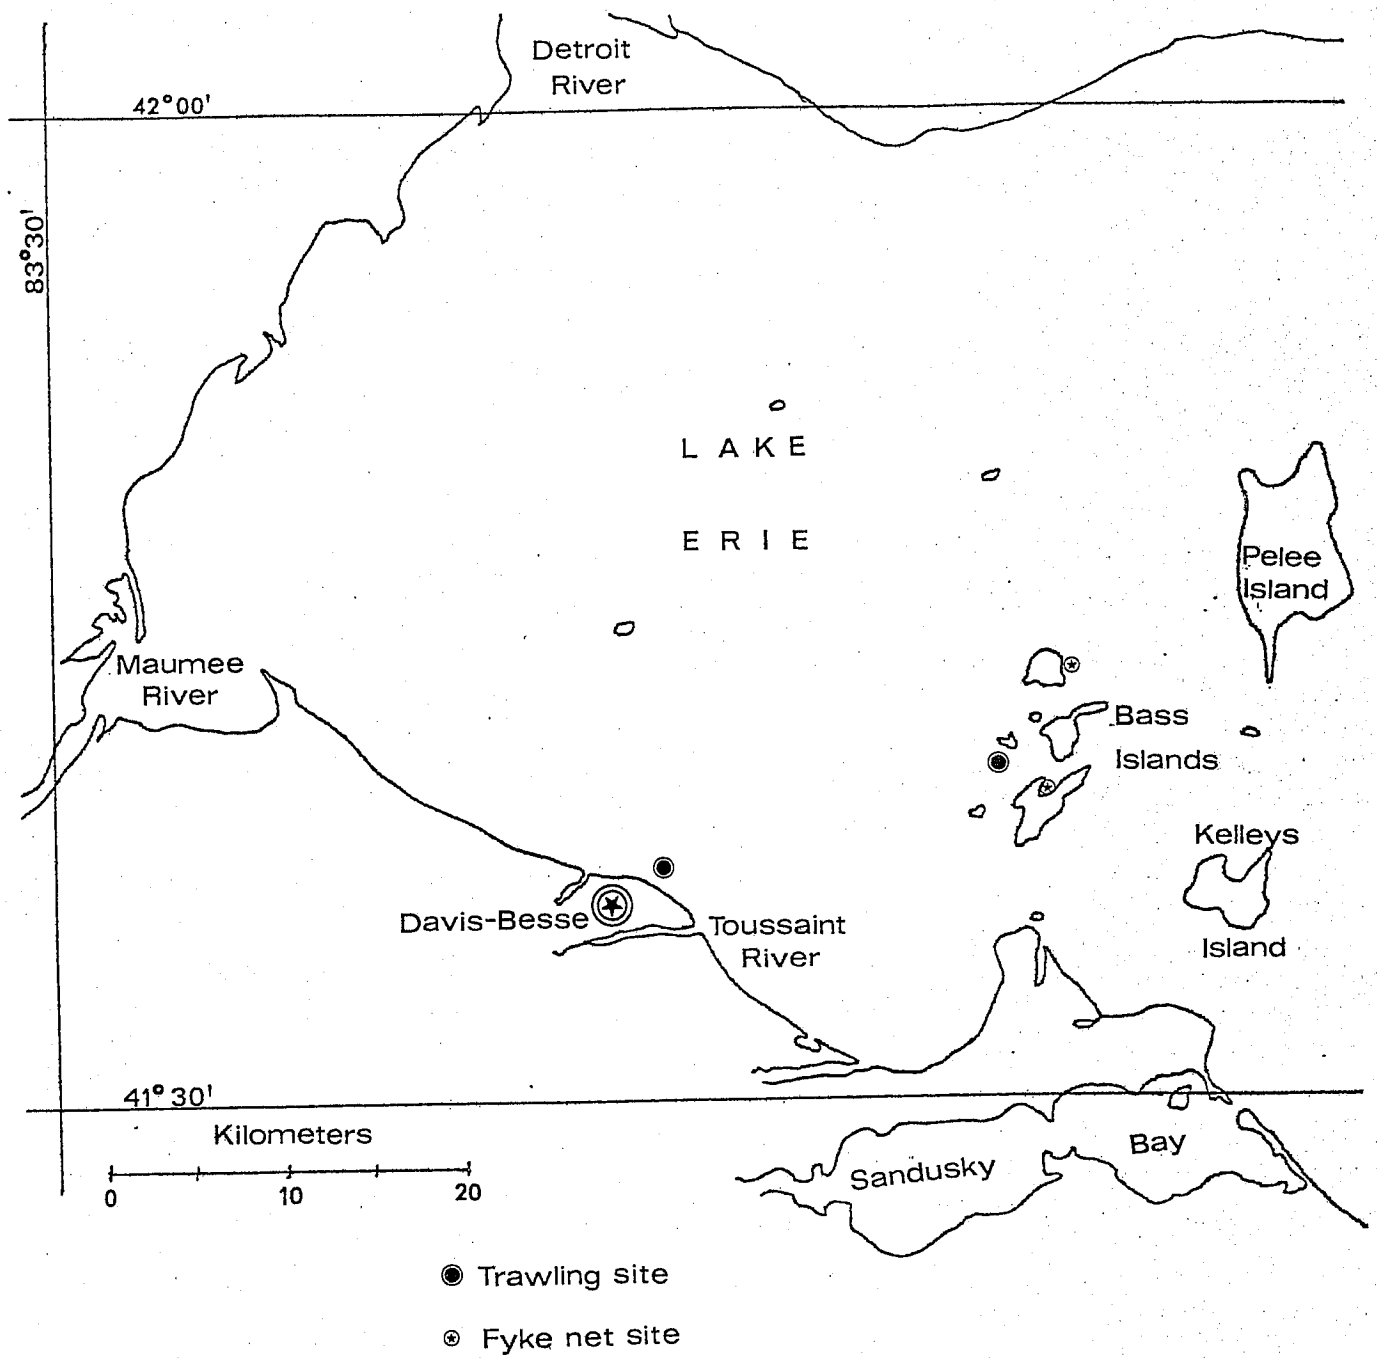 Detroit
River
42°00'
83°30'
LAKE
ERIE
Pelee
Island
Maumee
River
Bass
Islands
Kelleys
Island
Davis-Besse
Toussaint
River
41°30'
Kilometers
0 10 20
Sandusky Bay
Trawling site
Fyke net site